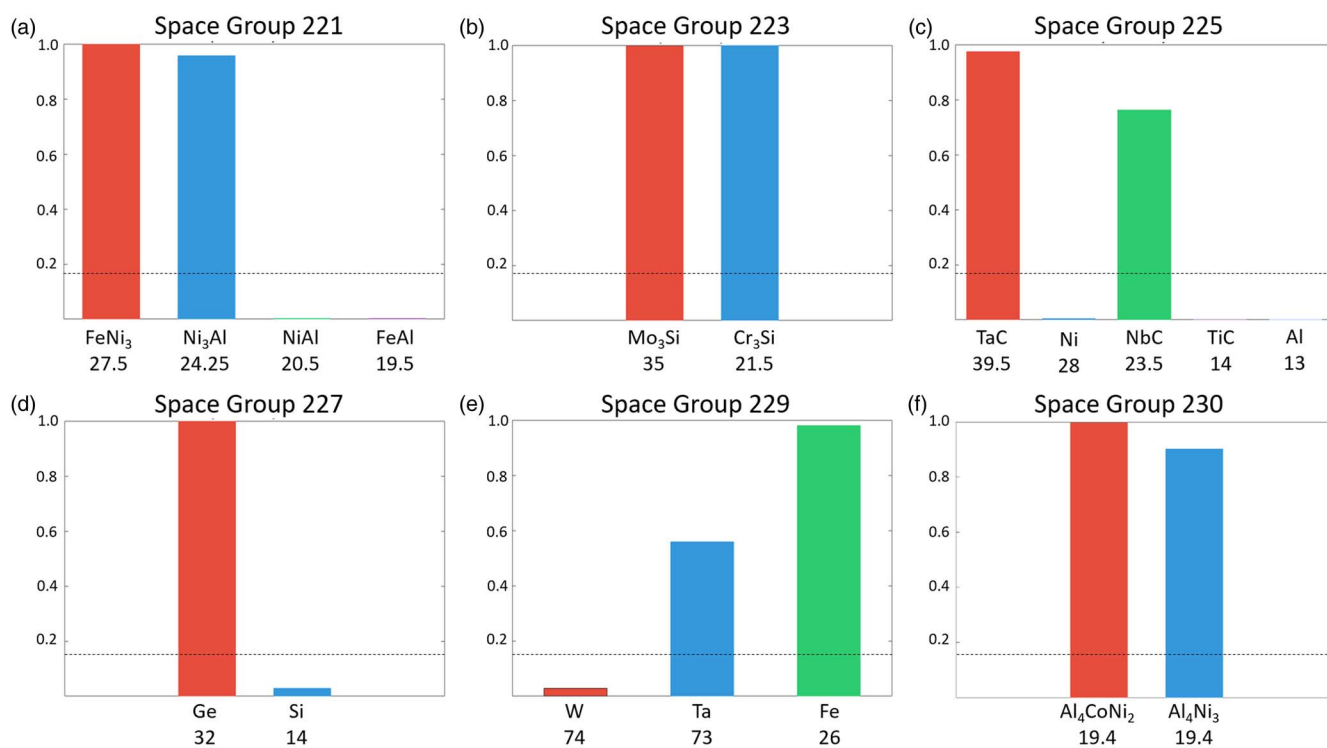 (a) Space Group 221
1.0
0.8
0.6
0.4
0.2
FeNi₃ Ni₃Al NiAl FeAl
27.5 24.25 20.5 19.5
(b) Space Group 223
1.0
0.8
0.6
0.4
0.2
Mo₃Si Cr₃Si
35 21.5
(c) Space Group 225
1.0
0.8
0.6
0.4
0.2
TaC Ni NbC TiC Al
39.5 28 23.5 14 13
(d) Space Group 227
1.0
0.8
0.6
0.4
0.2
Ge Si
32 14
(e) Space Group 229
1.0
0.8
0.6
0.4
0.2
W Ta Fe
74 73 26
(f) Space Group 230
1.0
0.8
0.6
0.4
0.2
Al₄CoNi₂ Al₄Ni₃
19.4 19.4